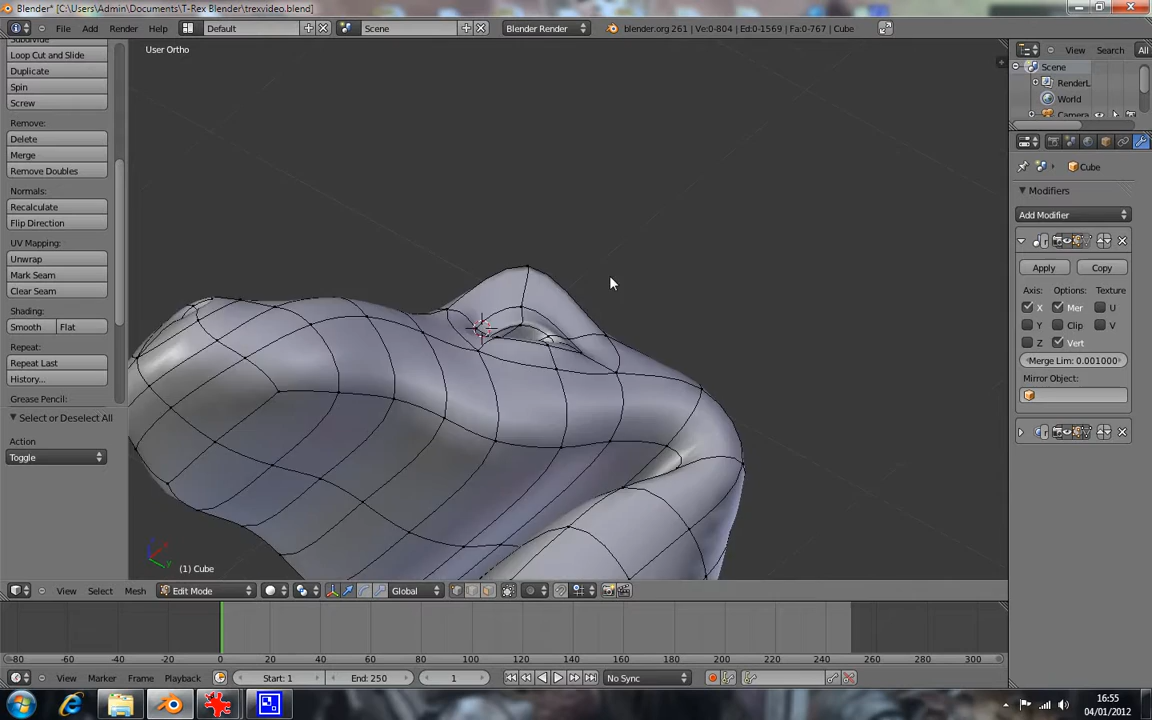 Blender* [C:\Users\Admin\Documents\T-Rex Blender\trexvideo.blend]
File Add Render Help Default Scene Blender Render blender.org 261 | Ve:0-804 | Ed:0-1569 | Fa:0-767 | Cube View Search All
User Ortho
Loop Cut and Slide
Duplicate
Spin
Screw
Remove:
Delete
Merge
Remove Doubles
Normals:
Recalculate
Flip Direction
UV Mapping:
Unwrap
Mark Seam
Clear Seam
Shading:
Smooth Flat
Repeat:
Repeat Last
History...
Grease Pencil:
Select or Deselect All
Action
Toggle
Scene
RenderL
World
Camera
Cube
Modifiers
Add Modifier
Apply Copy
Axis: Options: Texture
X Mer U
Y Clip V
Z Vert
Merge Lim: 0.001000
Mirror Object:
(1) Cube
View Select Mesh Edit Mode Global
-80 -60 -40 -20 0 20 40 60 80 100 120 140 160 180 200 220 240 260 280 300
View Marker Frame Playback Start: 1 End: 250 1 No Sync
16:55
04/01/2012